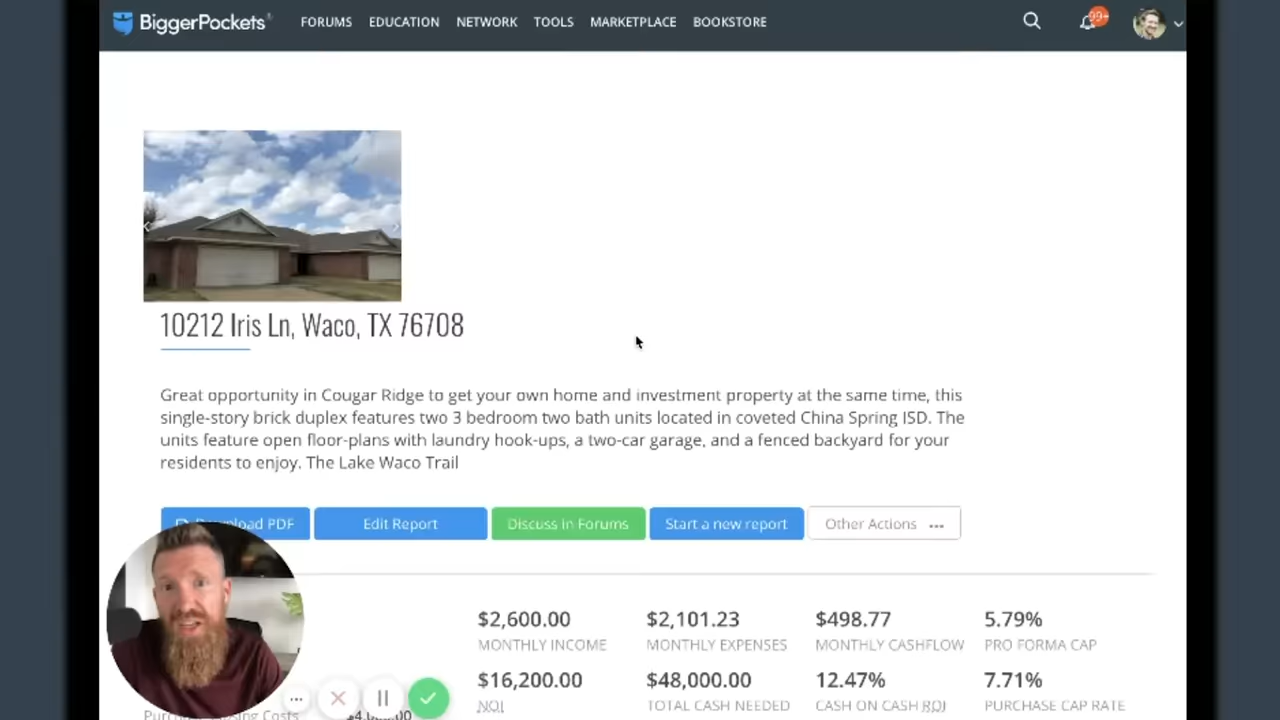 BiggerPockets
FORUMS EDUCATION NETWORK TOOLS MARKETPLACE BOOKSTORE
99+
10212 Iris Ln, Waco, TX 76708
Great opportunity in Cougar Ridge to get your own home and investment property at the same time, this
single-story brick duplex features two 3 bedroom two bath units located in coveted China Spring ISD. The
units feature open floor-plans with laundry hook-ups, a two-car garage, and a fenced backyard for your
residents to enjoy. The Lake Waco Trail
Download PDF Edit Report Discuss in Forums Start a new report Other Actions ...
$2,600.00 $2,101.23 $498.77 5.79%
MONTHLY INCOME MONTHLY EXPENSES MONTHLY CASHFLOW PRO FORMA CAP
$16,200.00 $48,000.00 12.47% 7.71%
NOI TOTAL CASH NEEDED CASH ON CASH ROI PURCHASE CAP RATE
Closing Costs